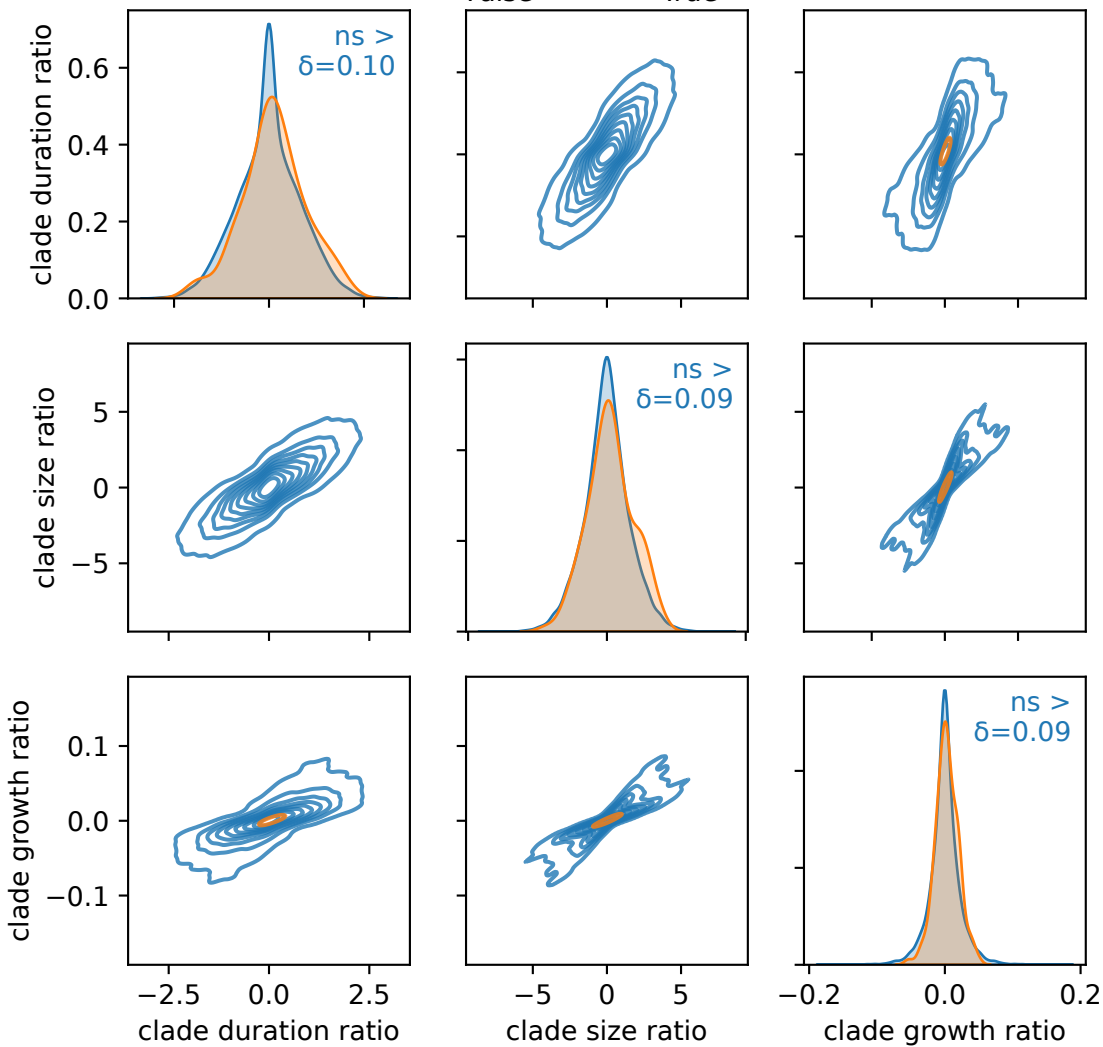 clade duration ratio
0.6
0.4
0.2
0.0
ns >
δ=0.10
clade size ratio
5
0
−5
ns >
δ=0.09
clade growth ratio
0.1
0.0
−0.1
ns >
δ=0.09
−2.5 0.0 2.5
−5 0 5
−0.2 0.0 0.2
clade duration ratio
clade size ratio
clade growth ratio